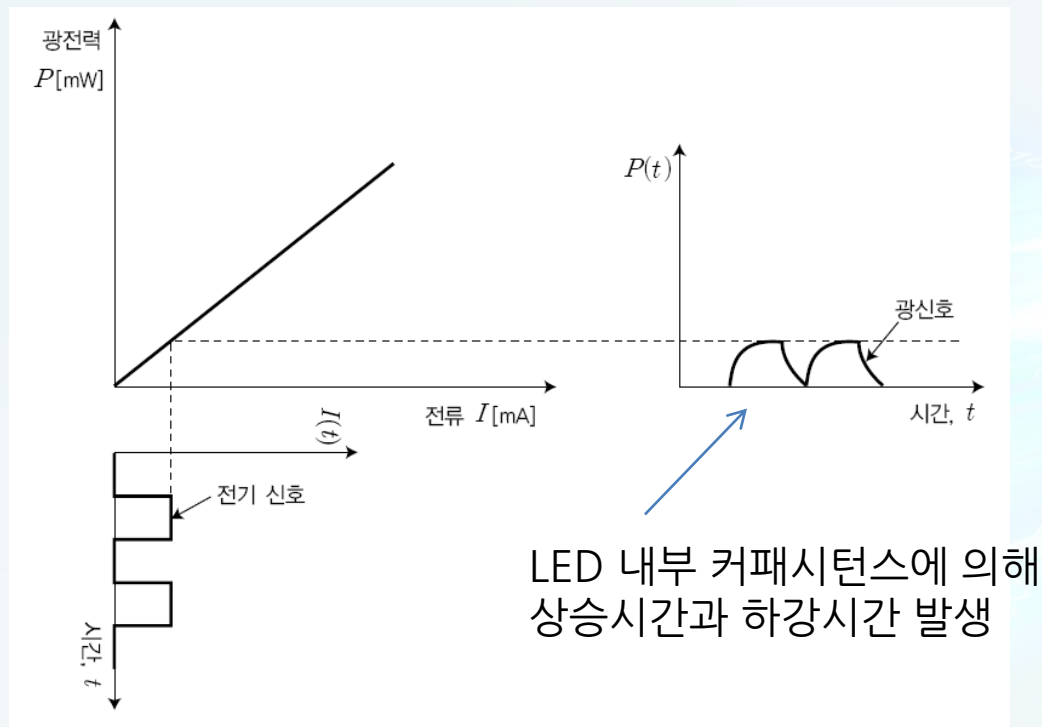 광전력
P[mW]
P(t)
광신호
전류 I[mA]
시간, t
I(t)
전기 신호
시간, t
LED 내부 커패시턴스에 의해
상승시간과 하강시간 발생